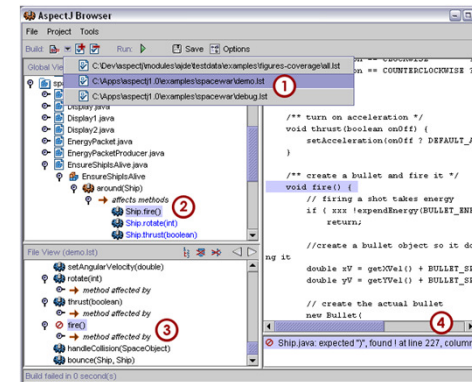 AspectJ Browser
File Project Tools
Build Run Save Options
Global View
C:\Dev\aspectj\modules\ajde\testdata\examples\figures-coverage\all.lst
C:\Apps\aspectj1.0\examples\spacewar\demo.lst
C:\Apps\aspectj1.0\examples\spacewar\debug.lst
1
Display.java
Display1.java
Display2.java
EnergyPacket.java
EnergyPacketProducer.java
EnsureShipIsAlive.java
EnsureShipIsAlive
around(Ship)
affects methods
Ship.fire()
2
Ship.rotate(int)
Ship.thrust(boolean)
on == COUNTERCLOCKWISE ?
/** turn on acceleration */
void thrust(boolean onOff) {
setAcceleration(onOff ? DEFAULT_A
}
/** create a bullet and fire it */
void fire() {
// firing a shot takes energy
if ( xxx !expendEnergy(BULLET_ENE
return;
//create a bullet object so it do
ng it
double xV = getXVel() + BULLET_SP
double yV = getYVel() + BULLET_SP
// create the actual bullet
new Bullet(
File View (demo.lst)
setAngularVelocity(double)
rotate(int)
method affected by
thrust(boolean)
method affected by
fire()
method affected by
3
handleCollision(SpaceObject)
bounce(Ship, Ship)
4
Ship.java: expected ")", found ! at line 227, column
Build failed in 0 second(s)